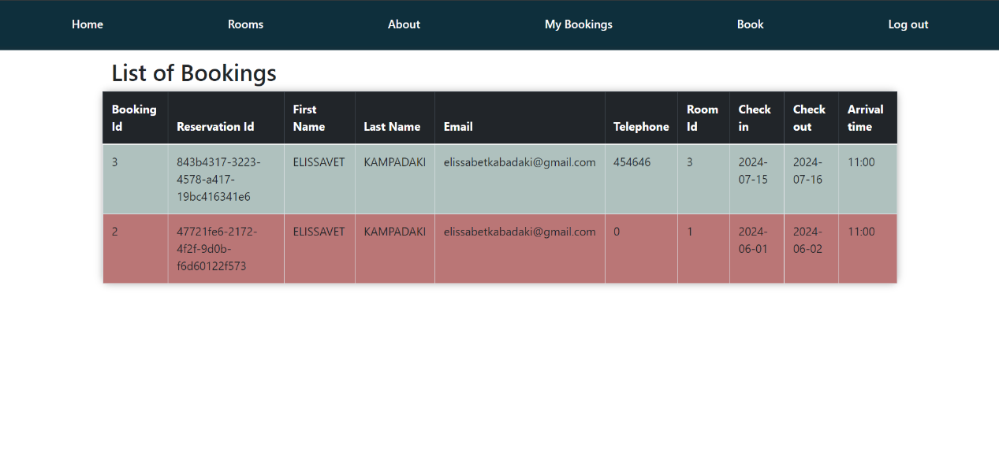 Home Rooms About My Bookings Book Log out
List of Bookings
Booking Id Reservation Id First Name Last Name Email Telephone Room Id Check in Check out Arrival time
3 843b4317-3223-4578-a417-19bc416341e6 ELISSAVET KAMPADAKI elissabetkabadaki@gmail.com 454646 3 2024-07-15 2024-07-16 11:00
2 47721fe6-2172-4f2f-9d0b-f6d60122f573 ELISSAVET KAMPADAKI elissabetkabadaki@gmail.com 0 1 2024-06-01 2024-06-02 11:00